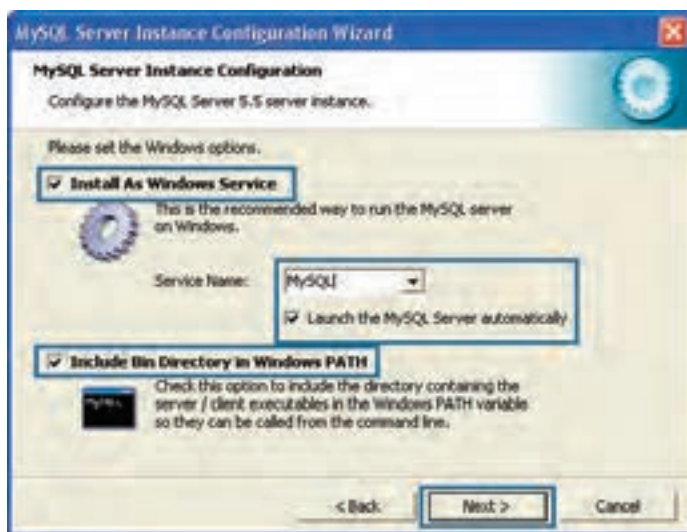 MySQL Server Instance Configuration Wizard
MySQL Server Instance Configuration
Configure the MySQL Server 5.5 server instance.
Please set the Windows options.
Install As Windows Service
This is the recommended way to run the MySQL server
on Windows.
Service Name:
MySQL
Launch the MySQL Server automatically
Include Bin Directory in Windows PATH
Check this option to include the directory containing the
server / client executables in the Windows PATH variable
so they can be called from the command line.
< Back
Next >
Cancel